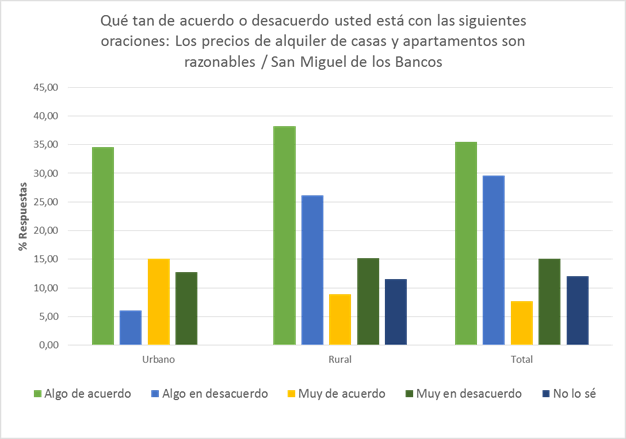 Qué tan de acuerdo o desacuerdo usted está con las siguientes
oraciones: Los precios de alquiler de casas y apartamentos son
razonables / San Miguel de los Bancos
45,00
40,00
35,00
30,00
25,00
20,00
15,00
10,00
5,00
0,00
% Respuestas
Urbano Rural Total
Algo de acuerdo Algo en desacuerdo Muy de acuerdo Muy en desacuerdo No lo sé